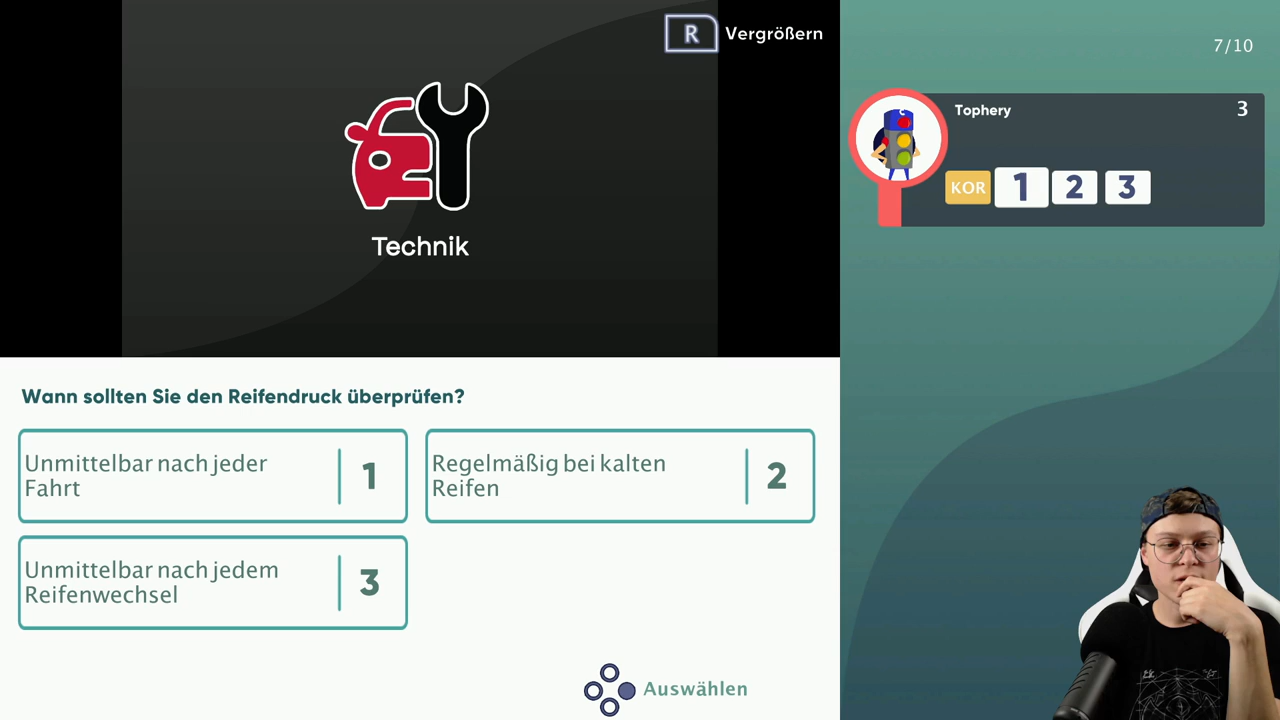 R Vergrößern
7/10
Technik
Tophery 3
KOR 1 2 3
Wann sollten Sie den Reifendruck überprüfen?
Unmittelbar nach jeder
Fahrt
1
Regelmäßig bei kalten
Reifen
2
Unmittelbar nach jedem
Reifenwechsel
3
Auswählen